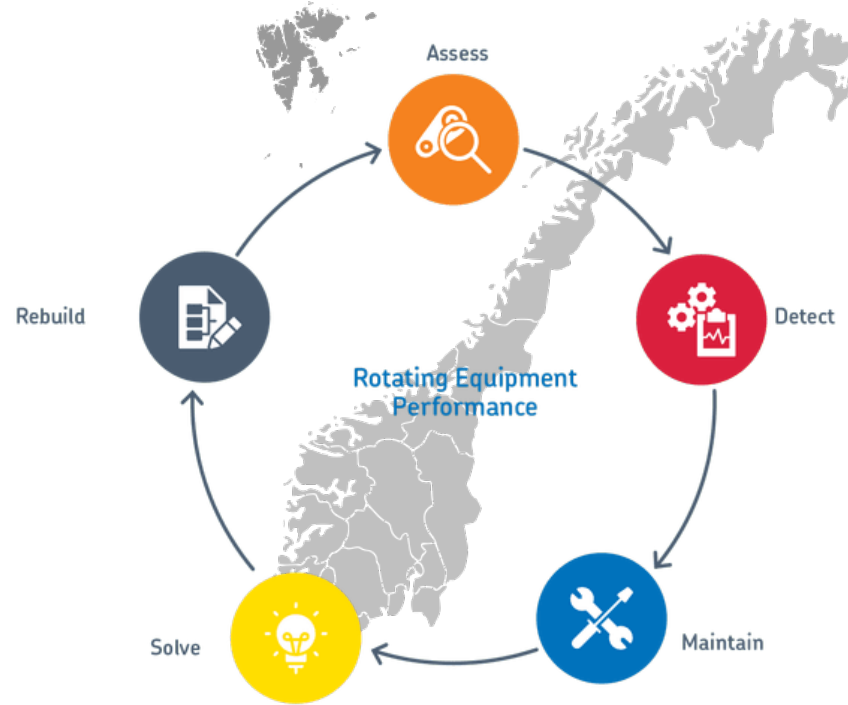 Assess
Rebuild
Detect
Rotating Equipment
Performance
Solve
Maintain